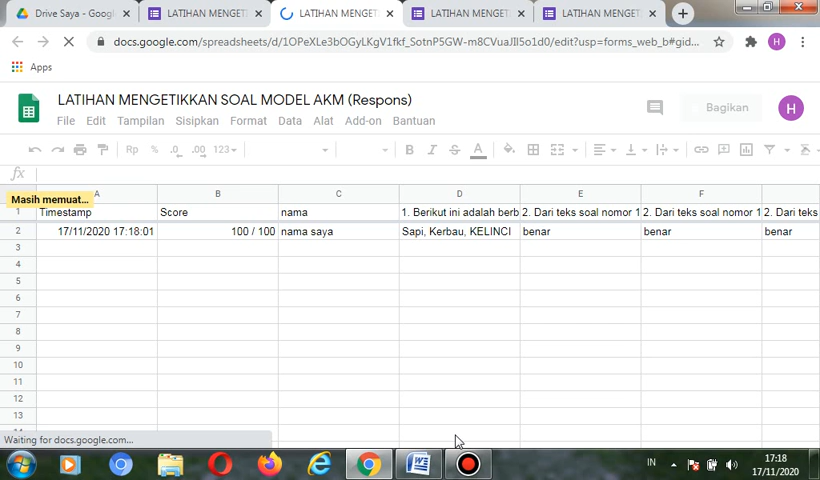 Drive Saya - Googl
LATIHAN MENGETI
LATIHAN MENGETI
LATIHAN MENGETI
LATIHAN MENGETI
docs.google.com/spreadsheets/d/1OPeXLe3bOGyLKgV1fkf_SotnP5GW-m8CVuaJIl5o1d0/edit?usp=forms_web_b#gid...
H
Apps
LATIHAN MENGETIKKAN SOAL MODEL AKM (Respons)
File Edit Tampilan Sisipkan Format Data Alat Add-on Bantuan
Bagikan
H
Rp % .0 .00 123
fx
Masih memuat...
A B C D E F
1 Timestamp Score nama 1. Berikut ini adalah berb 2. Dari teks soal nomor 1 2. Dari teks soal nomor 1 2. Dari teks
2 17/11/2020 17:18:01 100 / 100 nama saya Sapi, Kerbau, KELINCI benar benar benar
3
4
5
6
7
8
9
10
11
12
13
Waiting for docs.google.com...
IN
17:18
17/11/2020